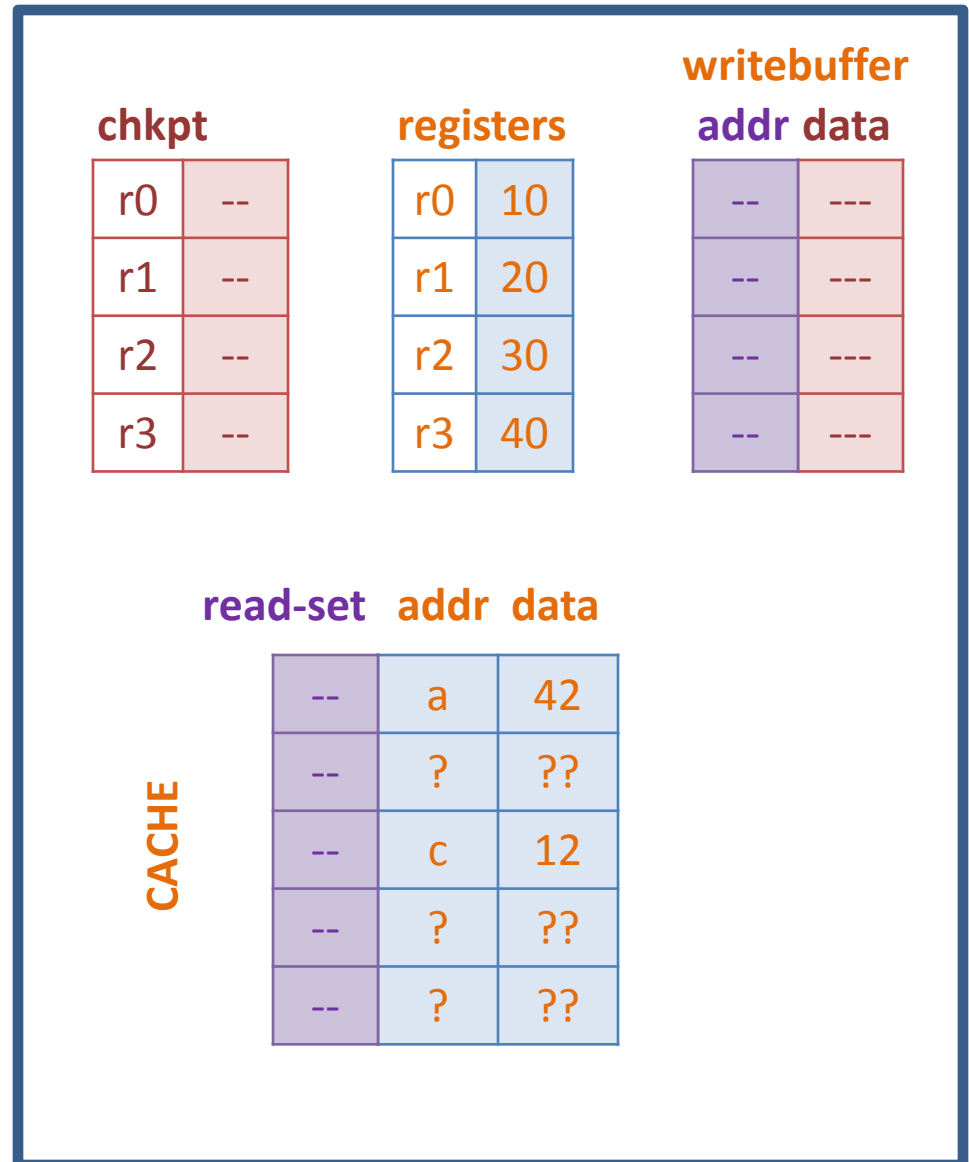 writebuffer
chkpt registers addr data
r0 -- r0 10 -- ---
r1 -- r1 20 -- ---
r2 -- r2 30 -- ---
r3 -- r3 40 -- ---
read-set addr data
CACHE
-- a 42
-- ? ??
-- c 12
-- ? ??
-- ? ??